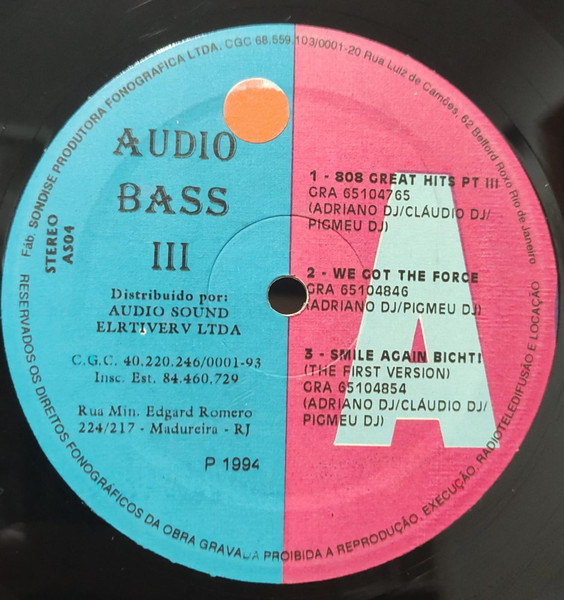 Fáb. SONDISE PRODUTORA FONOGRAFICA LTDA. CGC 68.559.103/0001-20 Rua Luiz de Camões, 62 Belford Roxo Rio de Janeiro
STEREO
AS04
AUDIO
BASS
III
Distribuido por:
AUDIO SOUND
ELRTIVERV LTDA
C.G.C. 40.220.246/0001-93
Insc. Est. 84.460.729
Rua Min. Edgard Romero
224/217 - Madureira - RJ
P 1994
A
1 - 808 GREAT HITS PT III
GRA 65104765
(ADRIANO DJ/CLÁUDIO DJ/
PIGMEU DJ)
2 - WE GOT THE FORCE
GRA 65104846
(ADRIANO DJ/PIGMEU DJ)
3 - SMILE AGAIN BICHT!
(THE FIRST VERSION)
GRA 65104854
(ADRIANO DJ/CLÁUDIO DJ/
PIGMEU DJ)
RESERVADOS OS DIREITOS FONOGRÁFICOS DA OBRA GRAVADA PROIBIDA A REPRODUÇÃO, EXECUÇÃO, RADIOTELEDIFUSÃO E LOCAÇÃO